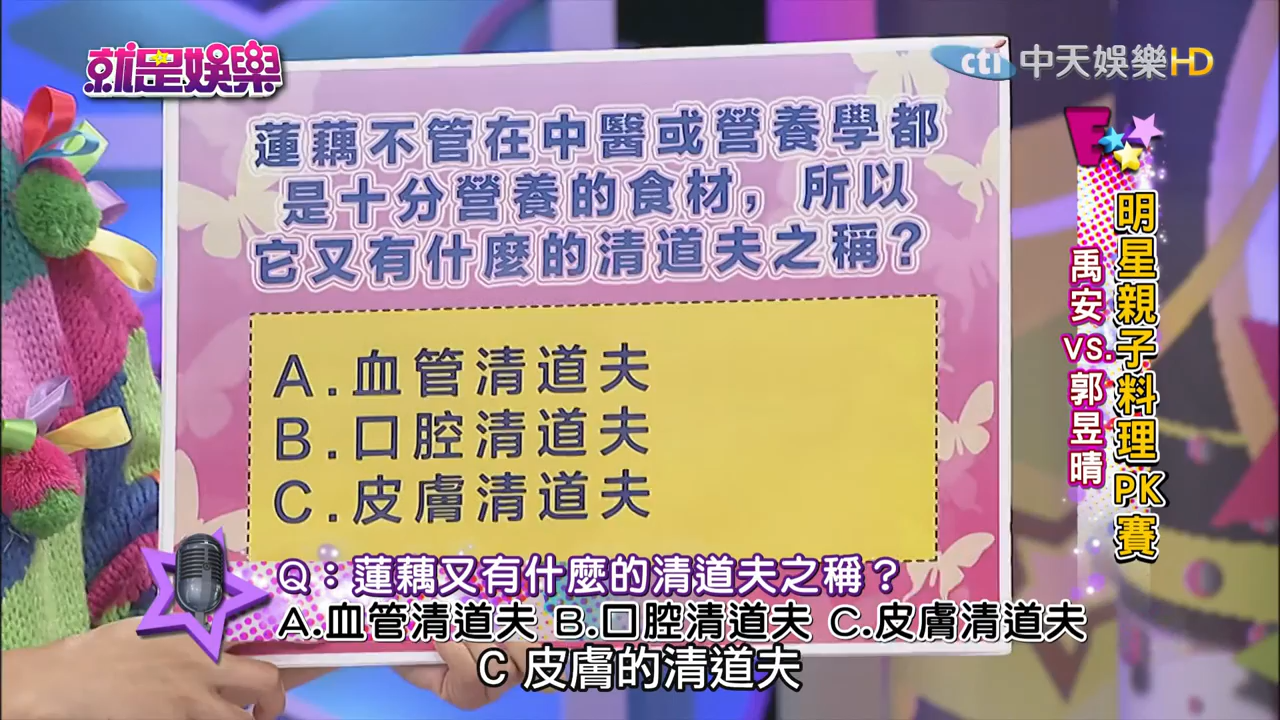 就是娛樂
cti 中天娛樂HD
蓮藕不管在中醫或營養學都
是十分營養的食材，所以
它又有什麼的清道夫之稱？
A.血管清道夫
B.口腔清道夫
C.皮膚清道夫
E
明星親子料理PK賽
禹安VS.郭昱晴
Q：蓮藕又有什麼的清道夫之稱？
A.血管清道夫 B.口腔清道夫 C.皮膚清道夫
C 皮膚的清道夫